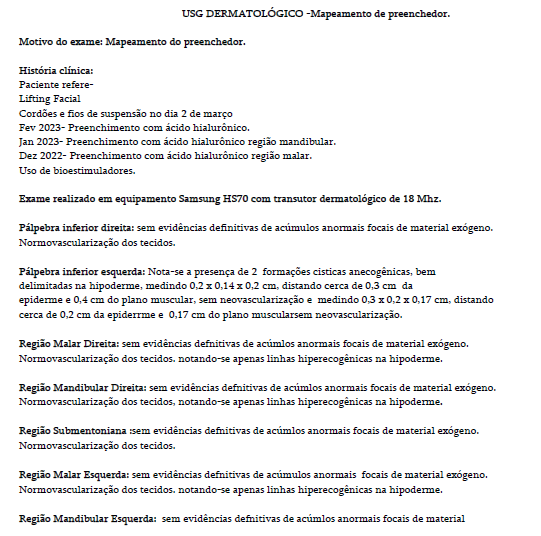 USG DERMATOLÓGICO -Mapeamento de preenchedor.
Motivo do exame: Mapeamento do preenchedor.
História clínica:
Paciente refere-
Lifting Facial
Cordões e fios de suspensão no dia 2 de março
Fev 2023- Preenchimento com ácido hialurônico.
Jan 2023- Preenchimento com ácido hialurônico região mandibular.
Dez 2022- Preenchimento com ácido hialurônico região malar.
Uso de bioestimuladores.
Exame realizado em equipamento Samsung HS70 com transutor dermatológico de 18 Mhz.
Pálpebra inferior direita: sem evidências definitivas de acúmulos anormais focais de material exógeno.
Normovascularização dos tecidos.
Pálpebra inferior esquerda: Nota-se a presença de 2 formações cisticas anecogênicas, bem
delimitadas na hipoderme, medindo 0,2 x 0,14 x 0,2 cm, distando cerca de 0,3 cm da
epiderme e 0,4 cm do plano muscular, sem neovascularização e medindo 0,3 x 0,2 x 0,17 cm, distando
cerca de 0,2 cm da epiderrme e 0,17 cm do plano muscularsem neovascularização.
Região Malar Direita: sem evidências defnitivas de acúmlos anormais focais de material exógeno.
Normovascularização dos tecidos. notando-se apenas linhas hiperecogênicas na hipoderme.
Região Mandibular Direita: sem evidências defnitivas de acúmlos anormais focais de material exógeno.
Normovascularização dos tecidos, notando-se apenas linhas hiperecogênicas na hipoderme.
Região Submentoniana :sem evidências defnitivas de acúmlos anormais focais de material exógeno.
Normovascularização dos tecidos.
Região Malar Esquerda: sem evidências defnitivas de acúmulos anormais focais de material exógeno.
Normovascularização dos tecidos. notando-se apenas linhas hiperecogênicas na hipoderme.
Região Mandibular Esquerda: sem evidências defnitivas de acúmlos anormais focais de material